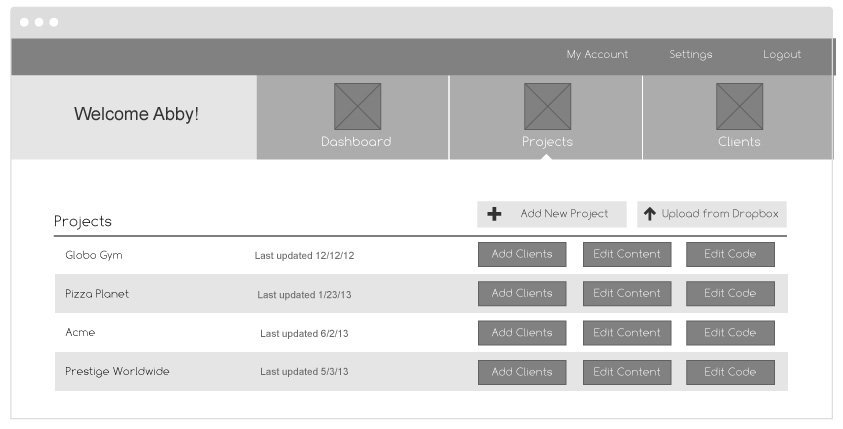 My Account Settings Logout
Welcome Abby!
Dashboard Projects Clients
Projects
Add New Project Upload from Dropbox
Globo Gym Last updated 12/12/12 Add Clients Edit Content Edit Code
Pizza Planet Last updated 1/23/13 Add Clients Edit Content Edit Code
Acme Last updated 6/2/13 Add Clients Edit Content Edit Code
Prestige Worldwide Last updated 5/3/13 Add Clients Edit Content Edit Code